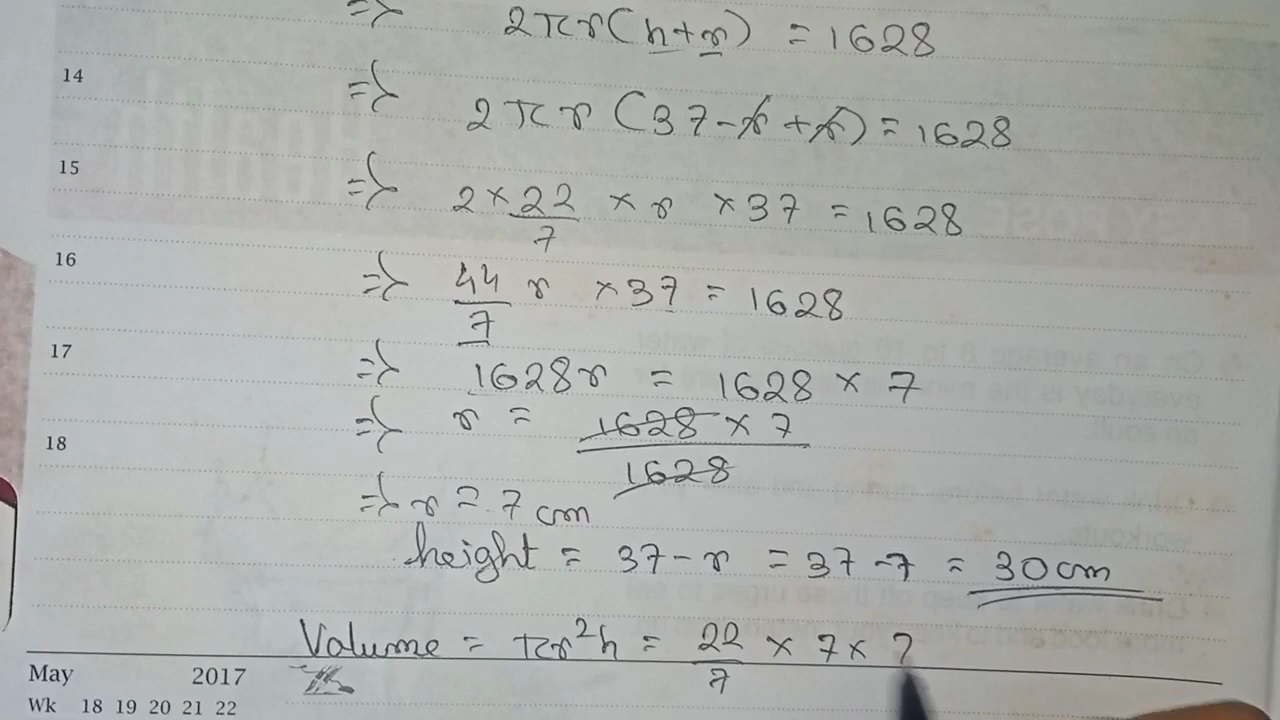 => 2πr(h+r) = 1628
14
=> 2πr (37-r+r) = 1628
15
=> 2 × 22/7 × r × 37 = 1628
16
=> 44/7 r × 37 = 1628
17
=> 1628r = 1628 × 7
=> r = 1628 × 7 / 1628
18
=> r = 7 cm
height = 37 - r = 37 - 7 = 30 cm
Volume = πr²h = 22/7 × 7 ×
May 2017
Wk 18 19 20 21 22